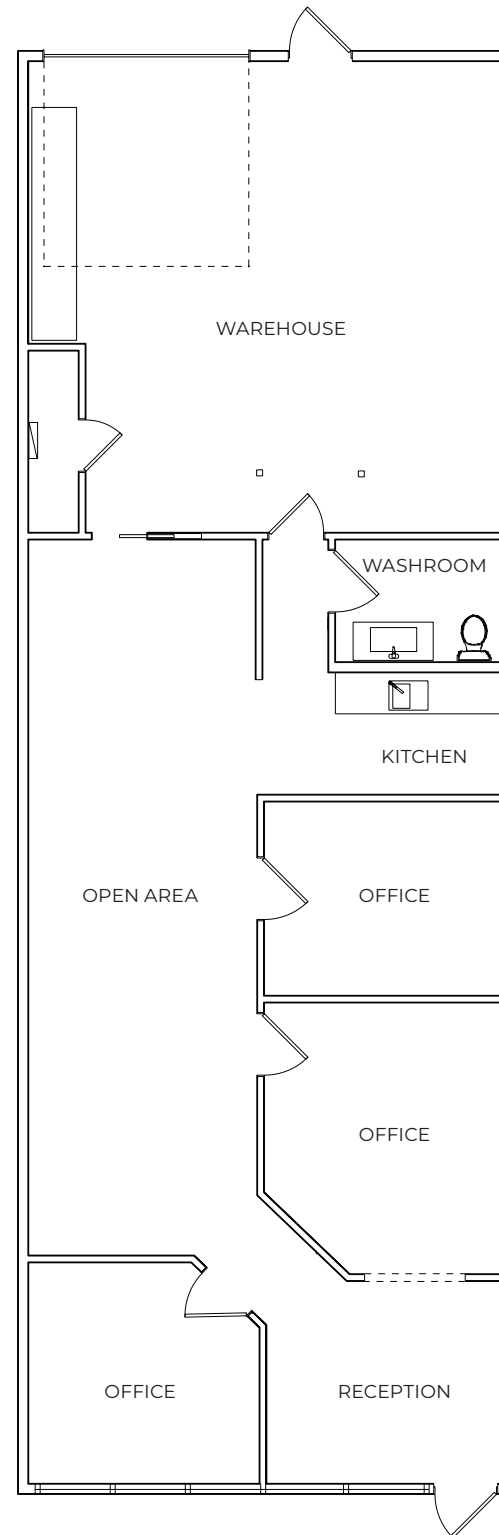 WAREHOUSE
WASHROOM
KITCHEN
OPEN AREA
OFFICE
OFFICE
OFFICE
RECEPTION